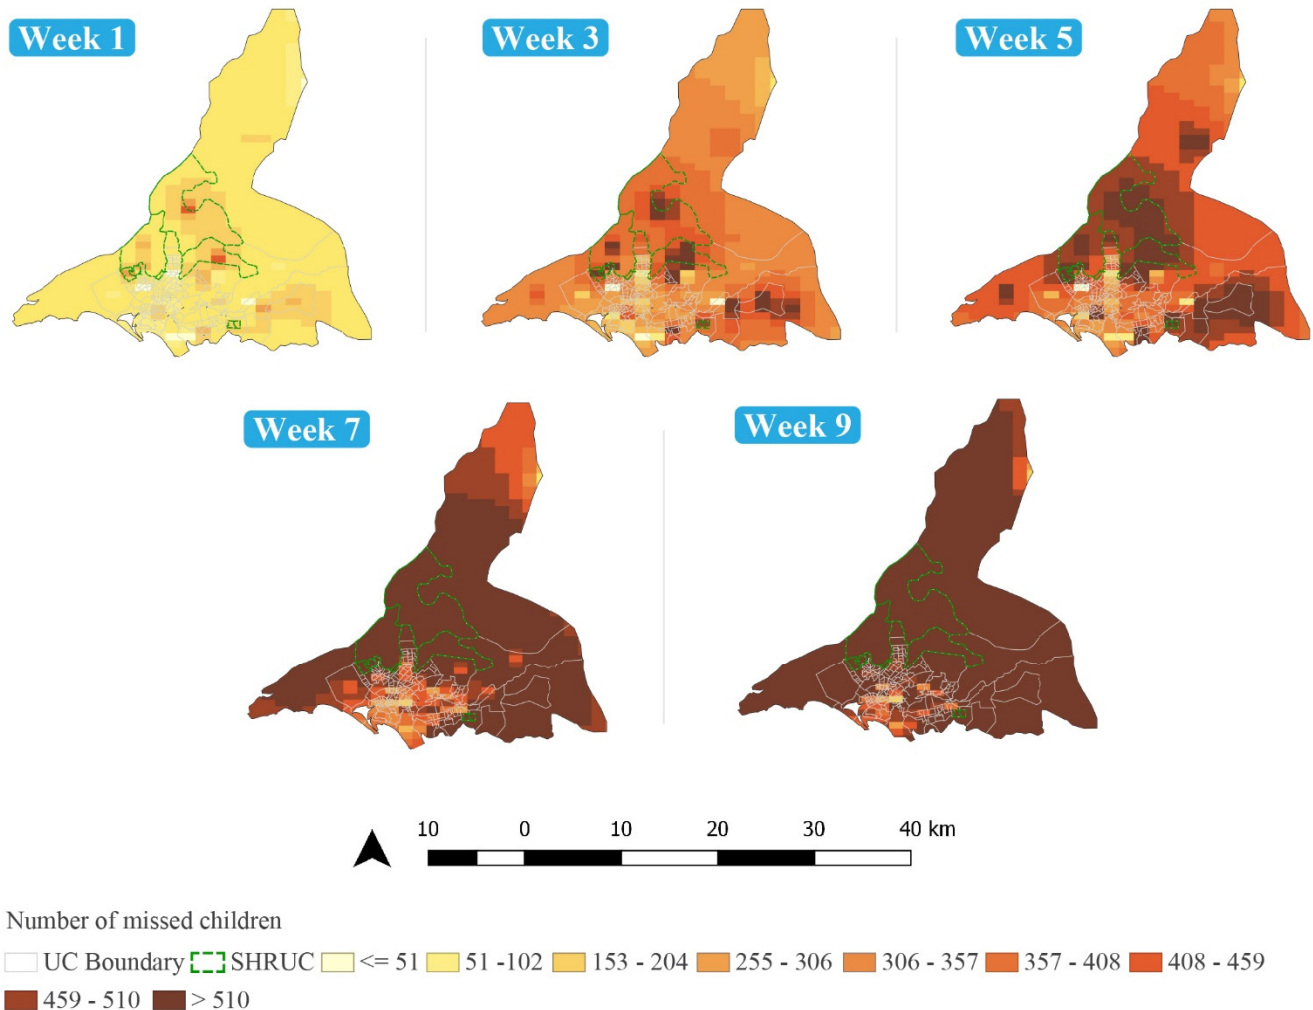 Week 1
Week 3
Week 5
Week 7
Week 9
10 0 10 20 30 40 km
Number of missed children
UC Boundary SHRUC <= 51 51 -102 153 - 204 255 - 306 306 - 357 357 - 408 408 - 459
459 - 510 > 510